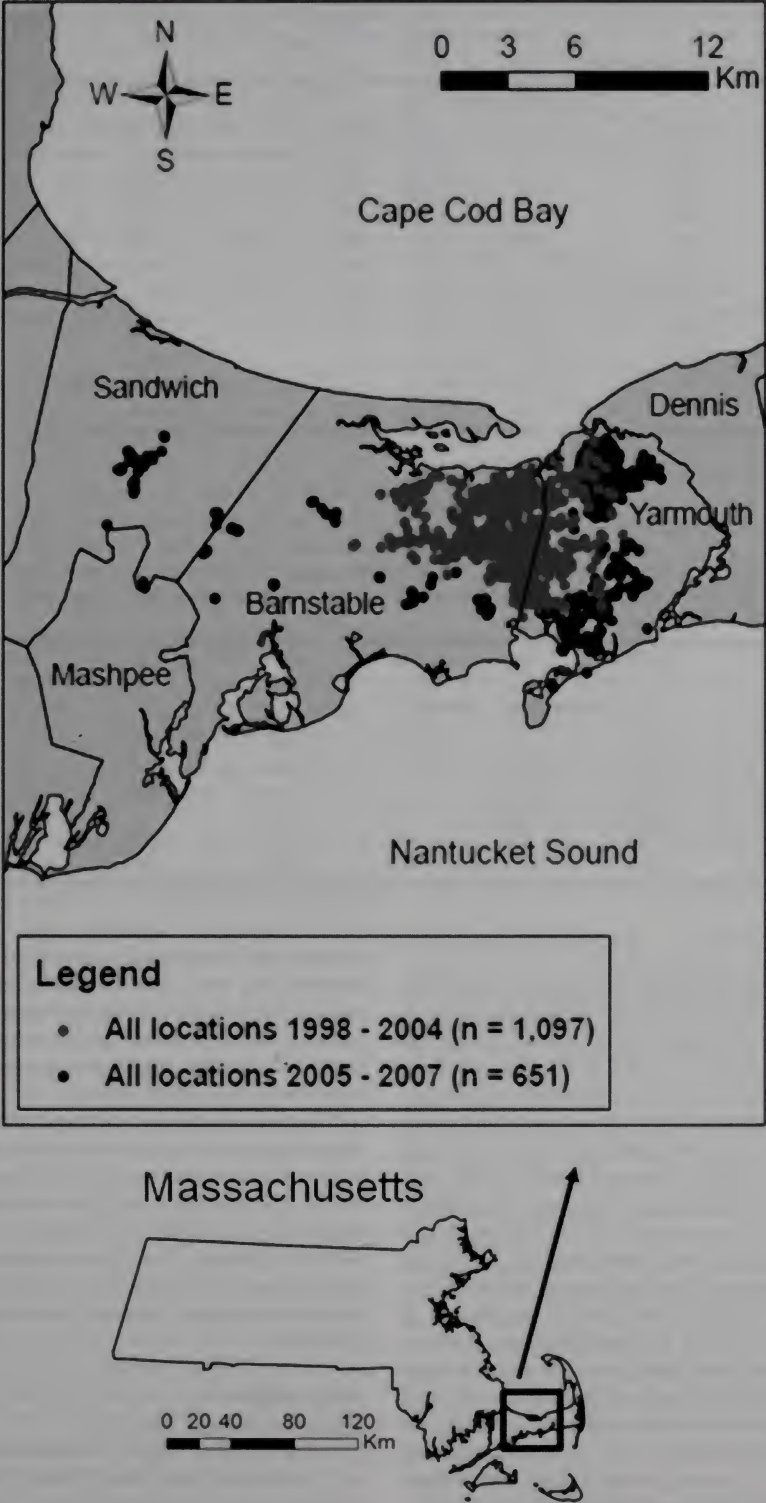 N
W E
S
0 3 6 12
Km
Cape Cod Bay
Sandwich
Dennis
Yarmouth
Barnstable
Mashpee
Nantucket Sound
Legend
All locations 1998 - 2004 (n = 1,097)
All locations 2005 - 2007 (n = 651)
Massachusetts
0 20 40 80 120
Km